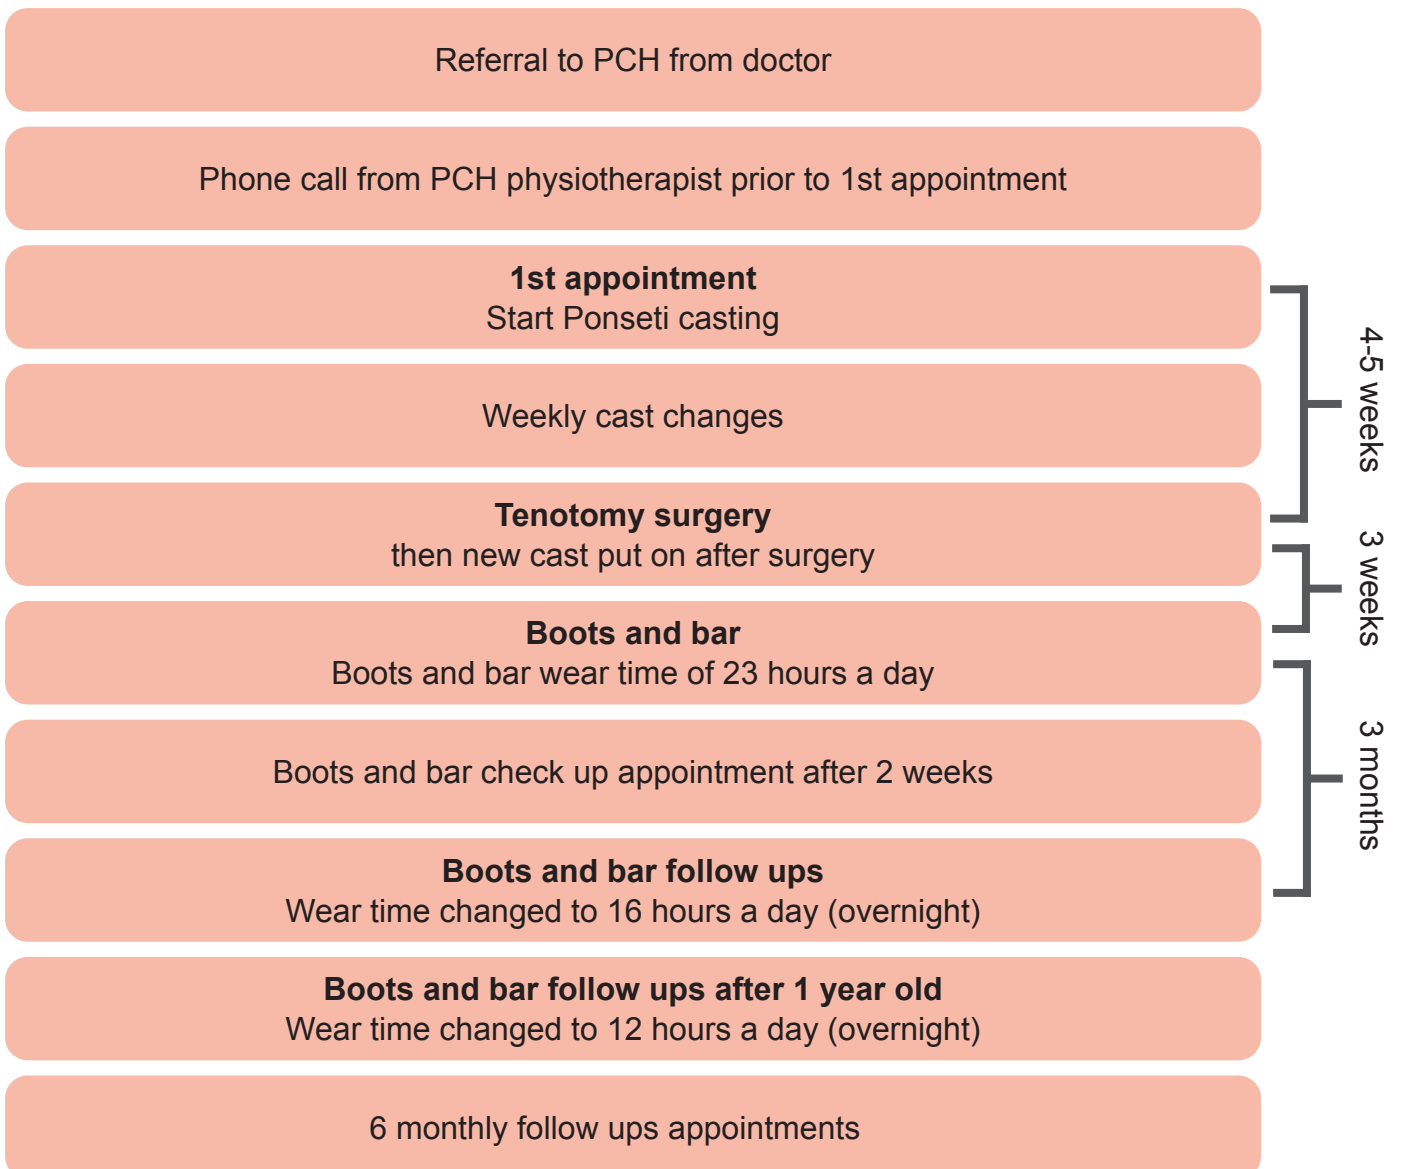 Referral to PCH from doctor
Phone call from PCH physiotherapist prior to 1st appointment
1st appointment
Start Ponseti casting
Weekly cast changes
Tenotomy surgery
then new cast put on after surgery
Boots and bar
Boots and bar wear time of 23 hours a day
Boots and bar check up appointment after 2 weeks
Boots and bar follow ups
Wear time changed to 16 hours a day (overnight)
Boots and bar follow ups after 1 year old
Wear time changed to 12 hours a day (overnight)
6 monthly follow ups appointments
4-5 weeks
3 weeks
3 months